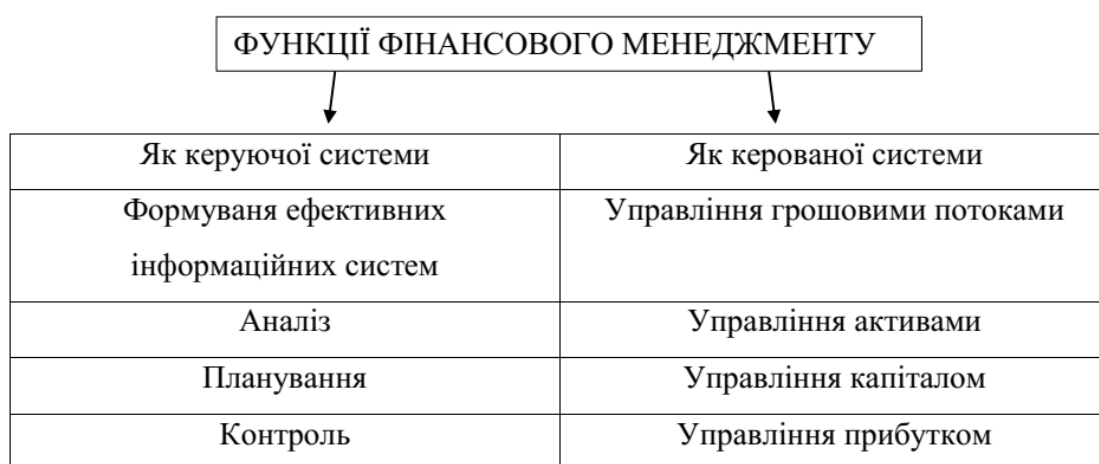 ФУНКЦІЇ ФІНАНСОВОГО МЕНЕДЖМЕНТУ
Як керуючої системи
Як керованої системи
Формуваня ефективних
інформаційних систем
Управління грошовими потоками
Аналіз
Управління активами
Планування
Управління капіталом
Контроль
Управління прибутком